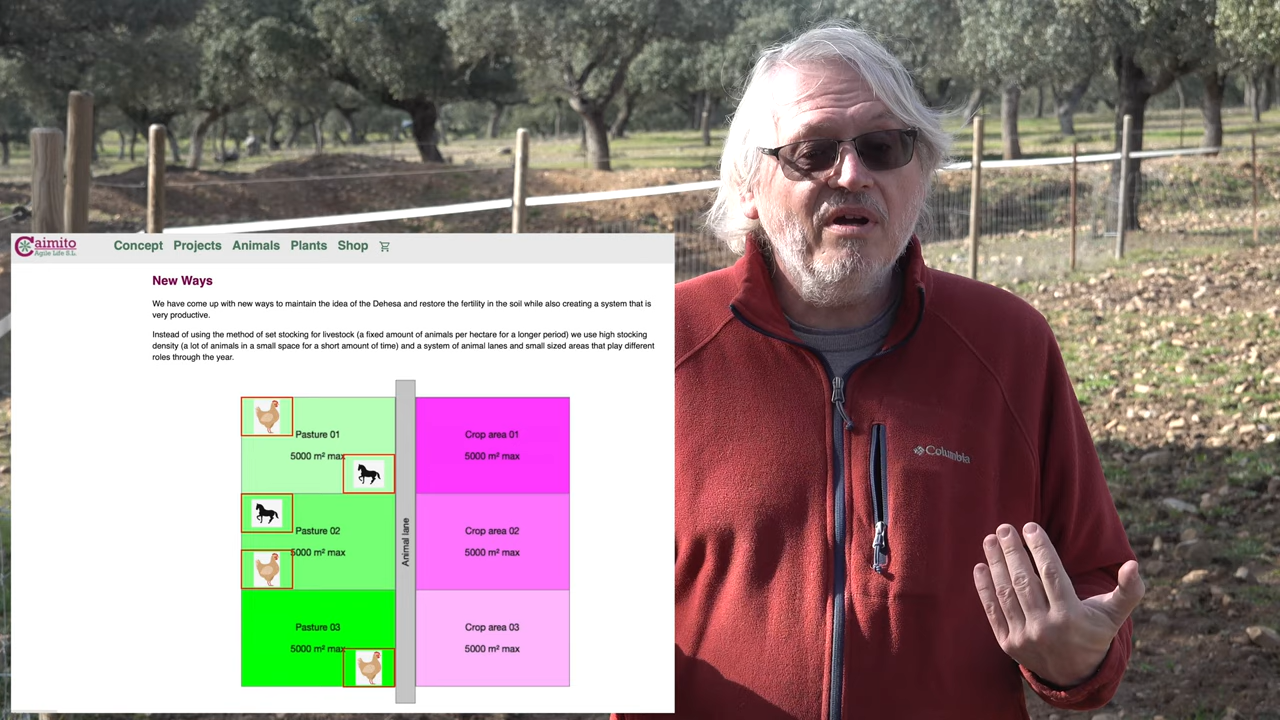 Caimito
Agile Life S.L.
Concept Projects Animals Plants Shop
New Ways
We have come up with new ways to maintain the idea of the Dehesa and restore the fertility in the soil while also creating a system that is
very productive.
Instead of using the method of set stocking for livestock (a fixed amount of animals per hectare for a longer period) we use high stocking
density (a lot of animals in a small space for a short amount of time) and a system of animal lanes and small sized areas that play different
roles through the year.
Pasture 01
5000 m² max
Crop area 01
5000 m² max
Pasture 02
5000 m² max
Animal lane
Crop area 02
5000 m² max
Pasture 03
5000 m² max
Crop area 03
5000 m² max
Columbia